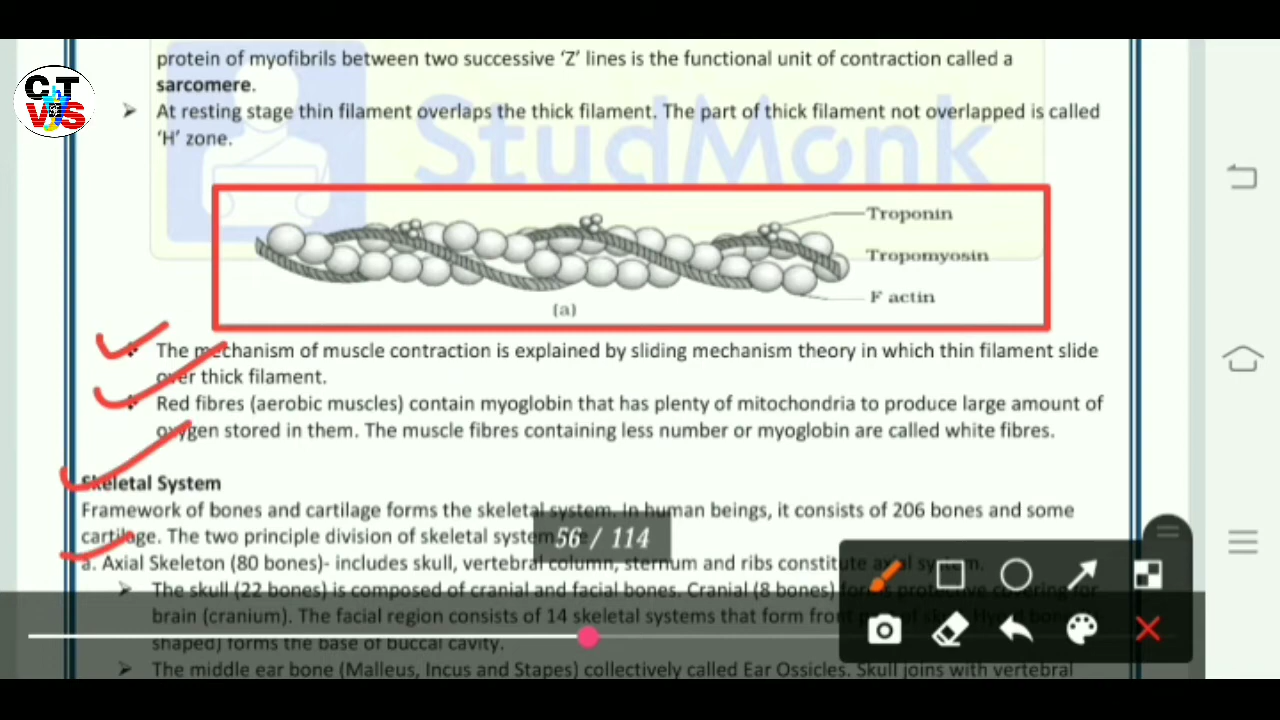 protein of myofibrils between two successive ‘Z’ lines is the functional unit of contraction called a
sarcomere.
CT
VS
At resting stage thin filament overlaps the thick filament. The part of thick filament not overlapped is called
‘H’ zone.
StudMonk
Troponin
Tropomyosin
F actin
(a)
The mechanism of muscle contraction is explained by sliding mechanism theory in which thin filament slide
over thick filament.
Red fibres (aerobic muscles) contain myoglobin that has plenty of mitochondria to produce large amount of
oxygen stored in them. The muscle fibres containing less number or myoglobin are called white fibres.
Skeletal System
Framework of bones and cartilage forms the skeletal system. In human beings, it consists of 206 bones and some
cartilage. The two principle division of skeletal system
56 / 114
a. Axial Skeleton (80 bones)- includes skull, vertebral column, sternum and ribs constitute axial system.
The skull (22 bones) is composed of cranial and facial bones. Cranial (8 bones) protective covering for
brain (cranium). The facial region consists of 14 skeletal systems that form front
shaped) forms the base of buccal cavity.
The middle ear bone (Malleus, Incus and Stapes) collectively called Ear Ossicles. Skull joins with vertebral